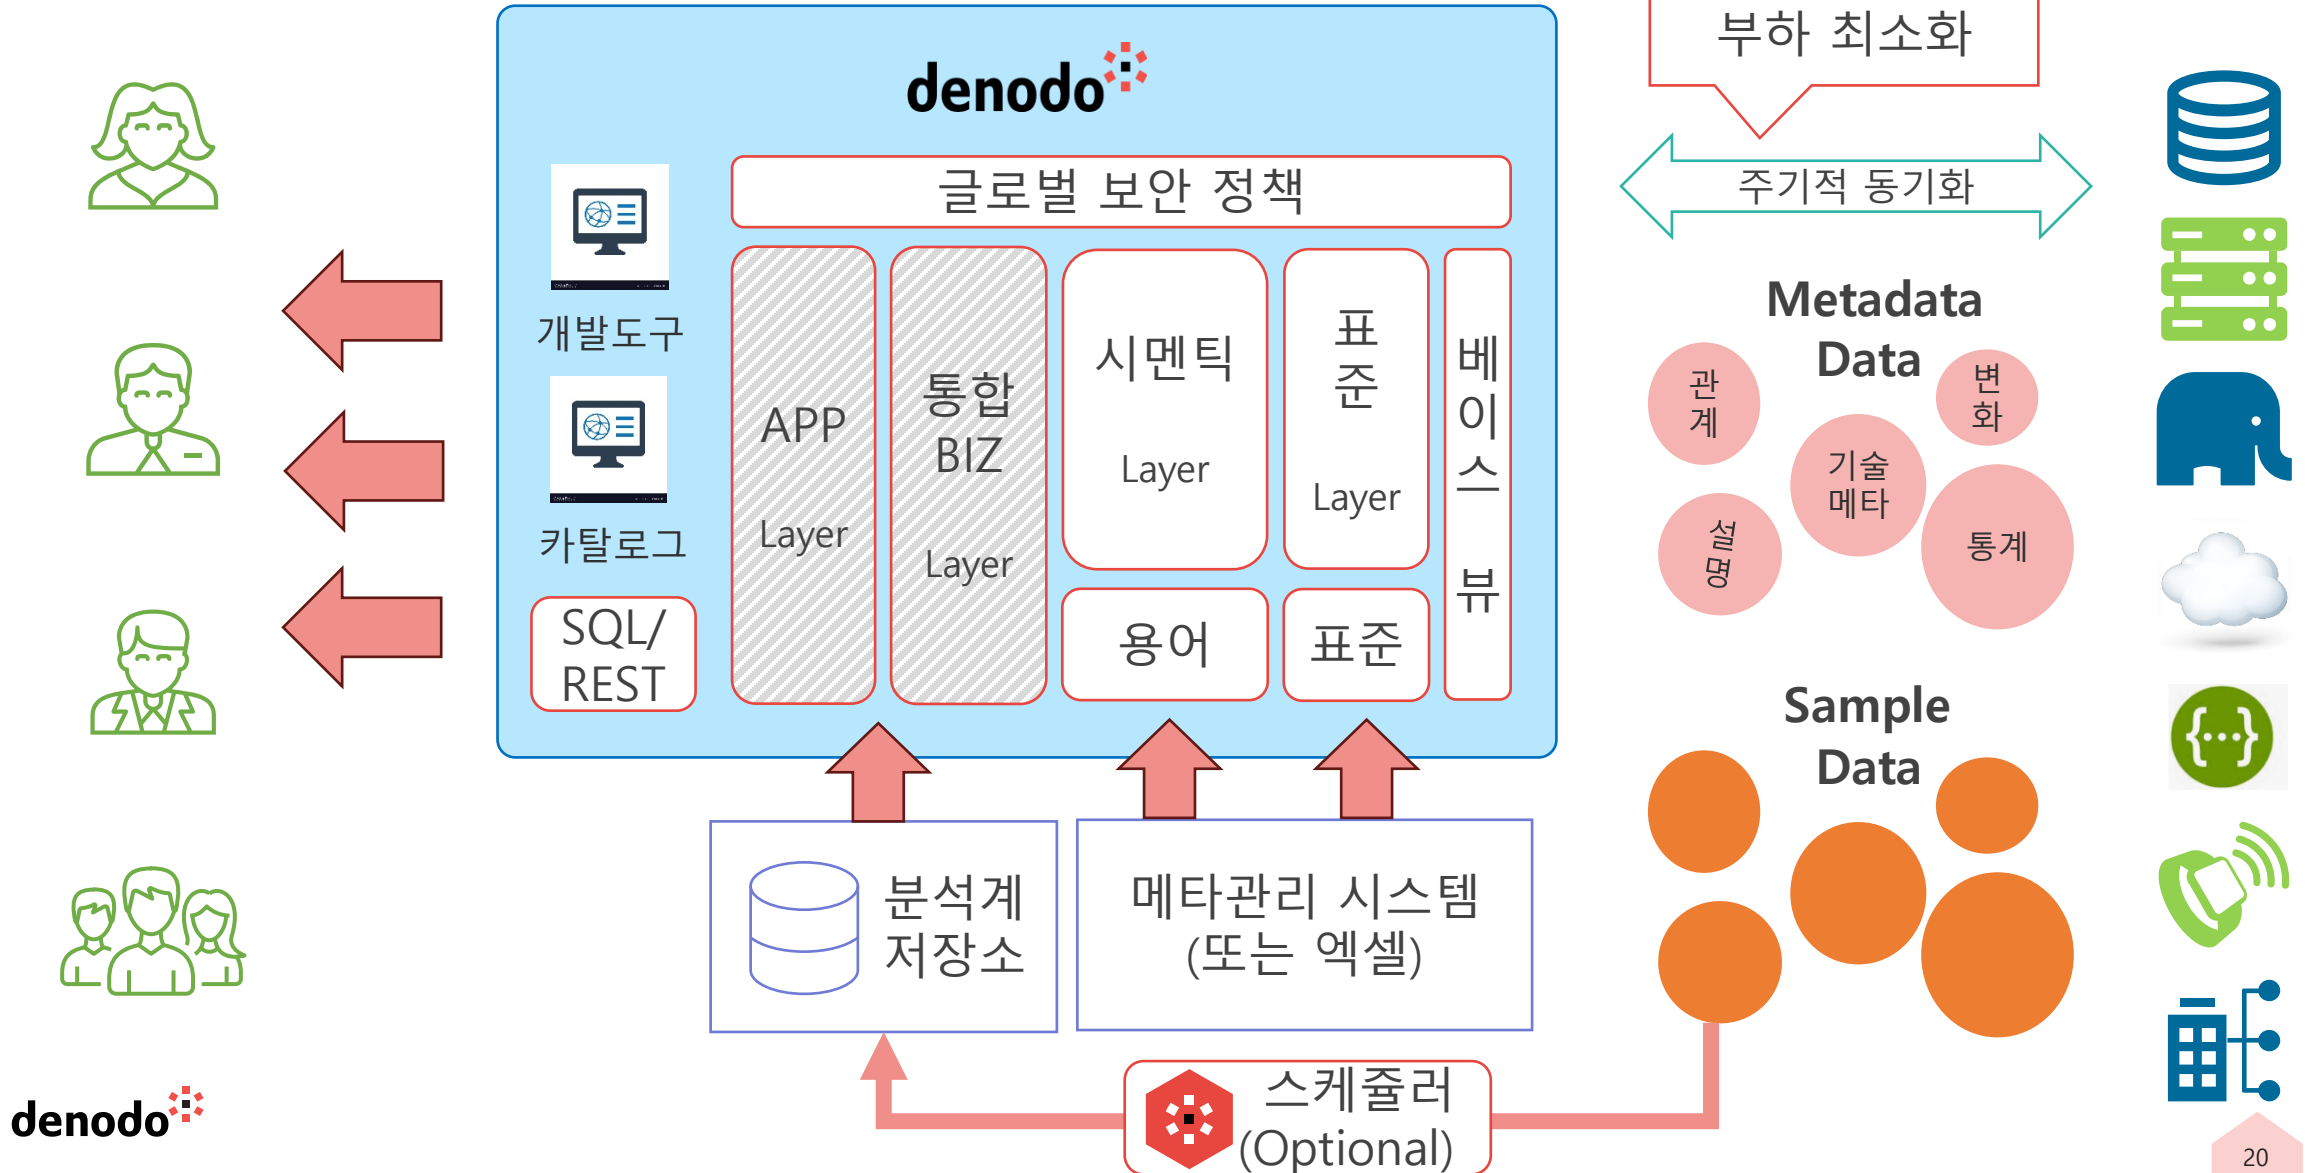 denodo
글로벌 보안 정책
개발도구
카탈로그
SQL/
REST
APP
Layer
통합
BIZ
Layer
시멘틱
Layer
용어
표
준
Layer
표준
베
이
스
뷰
부하 최소화
주기적 동기화
Metadata
Data
관
계
변
화
기술
메타
설
명
통계
Sample
Data
분석계
저장소
메타관리 시스템
(또는 엑셀)
스케쥴러
(Optional)
denodo
20